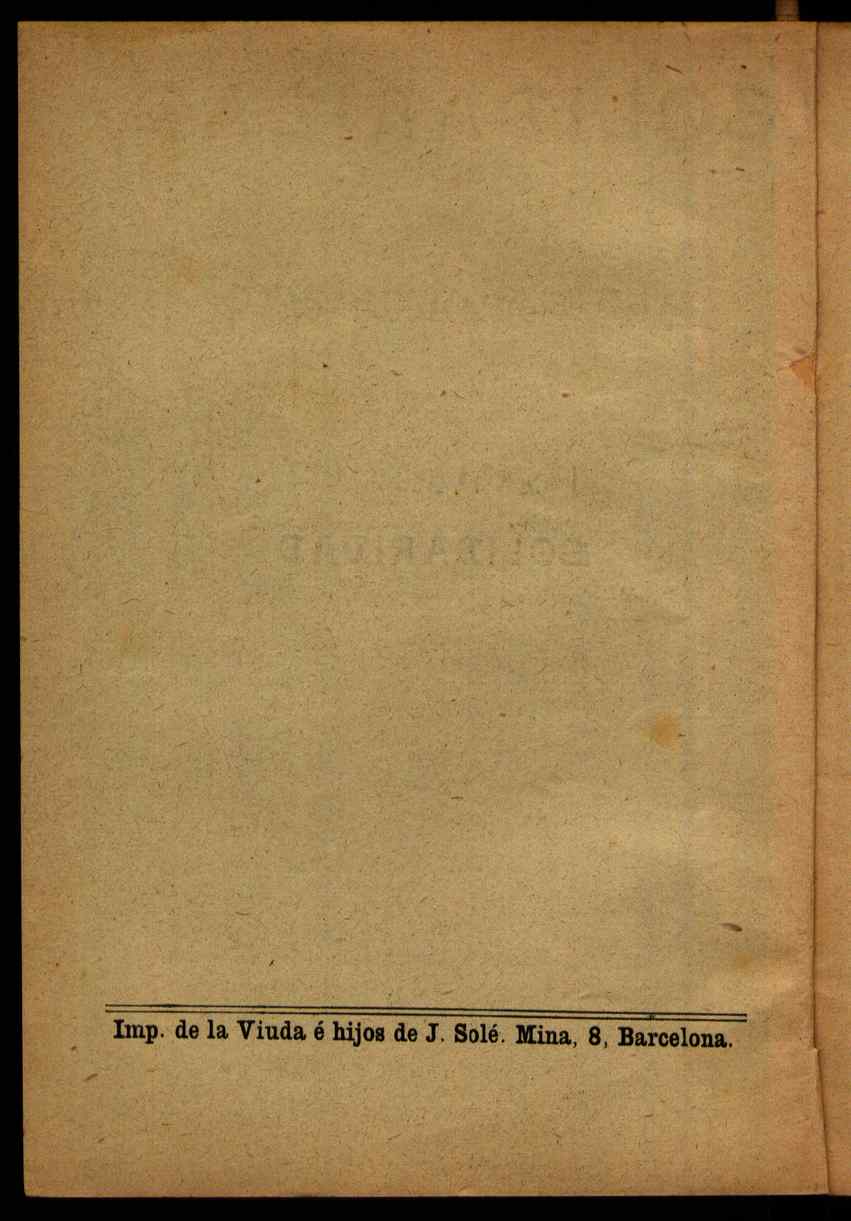 Imp. de la Viuda é hijos de J. Solé. Mina, 8, Barcelona.